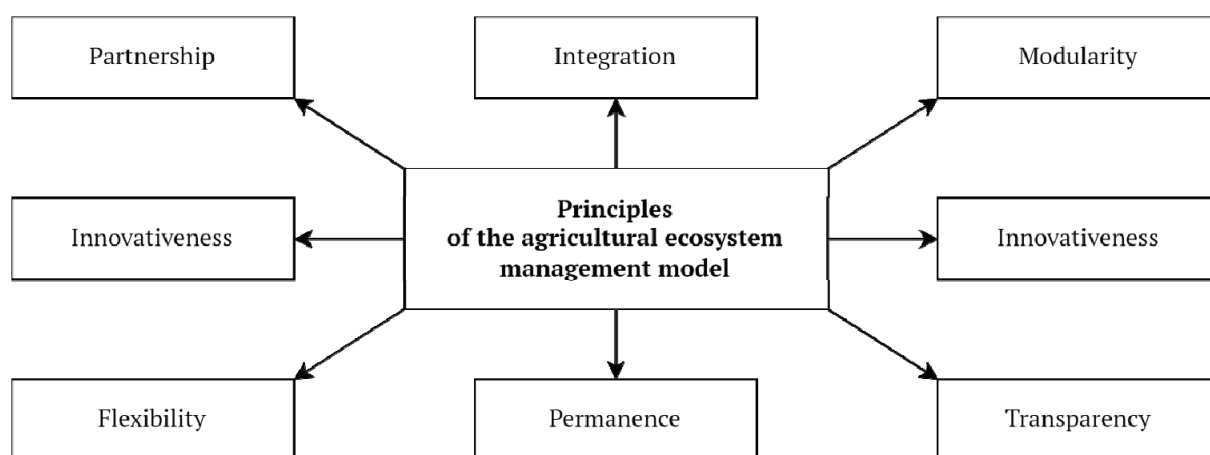 Partnership
Integration
Modularity
Innovativeness
Principles
of the agricultural ecosystem
management model
Innovativeness
Flexibility
Permanence
Transparency